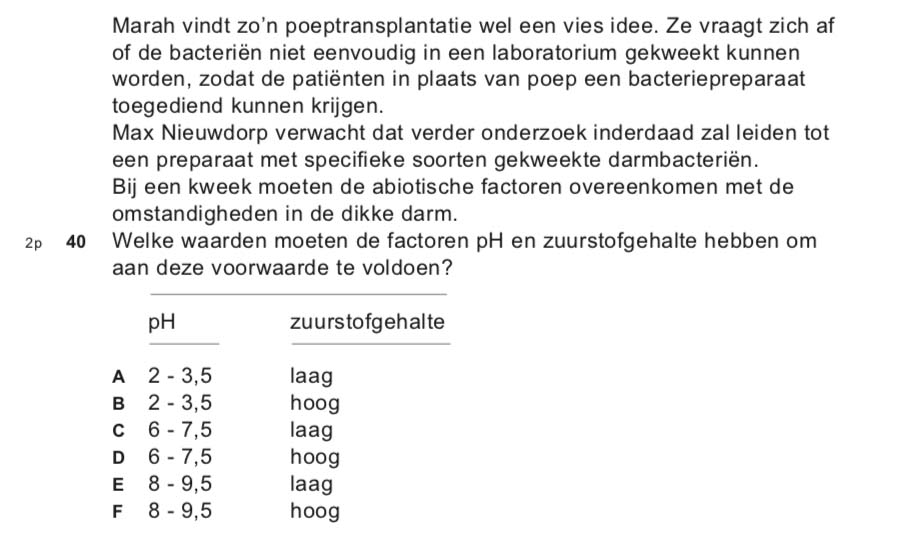 Marah vindt zo'n poeptransplantatie wel een vies idee. Ze vraagt zich af
of de bacteriën niet eenvoudig in een laboratorium gekweekt kunnen
worden, zodat de patiënten in plaats van poep een bacteriepreparaat
toegediend kunnen krijgen.
Max Nieuwdorp verwacht dat verder onderzoek inderdaad zal leiden tot
een preparaat met specifieke soorten gekweekte darmbacteriën.
Bij een kweek moeten de abiotische factoren overeenkomen met de
omstandigheden in de dikke darm.
2p 40 Welke waarden moeten de factoren pH en zuurstofgehalte hebben om
aan deze voorwaarde te voldoen?
pH zuurstofgehalte
A 2 - 3,5 laag
B 2 - 3,5 hoog
C 6 - 7,5 laag
D 6 - 7,5 hoog
E 8 - 9,5 laag
F 8 - 9,5 hoog